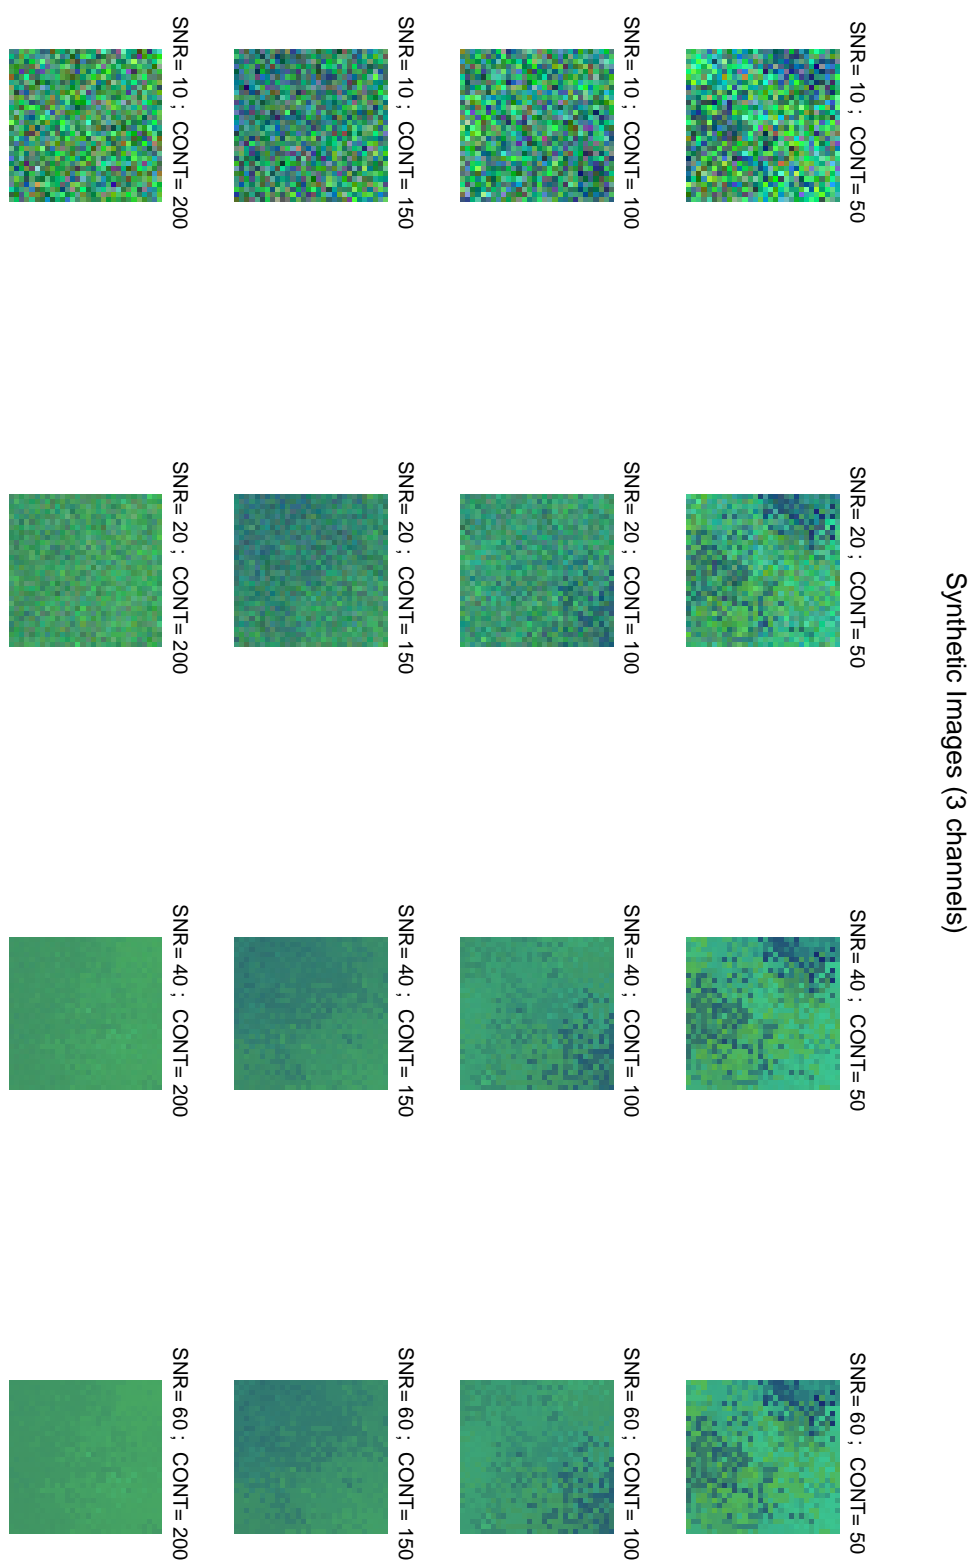 Synthetic Images (3 channels)
SNR= 10 ; CONT= 50
SNR= 20 ; CONT= 50
SNR= 40 ; CONT= 50
SNR= 60 ; CONT= 50
SNR= 10 ; CONT= 100
SNR= 20 ; CONT= 100
SNR= 40 ; CONT= 100
SNR= 60 ; CONT= 100
SNR= 10 ; CONT= 150
SNR= 20 ; CONT= 150
SNR= 40 ; CONT= 150
SNR= 60 ; CONT= 150
SNR= 10 ; CONT= 200
SNR= 20 ; CONT= 200
SNR= 40 ; CONT= 200
SNR= 60 ; CONT= 200